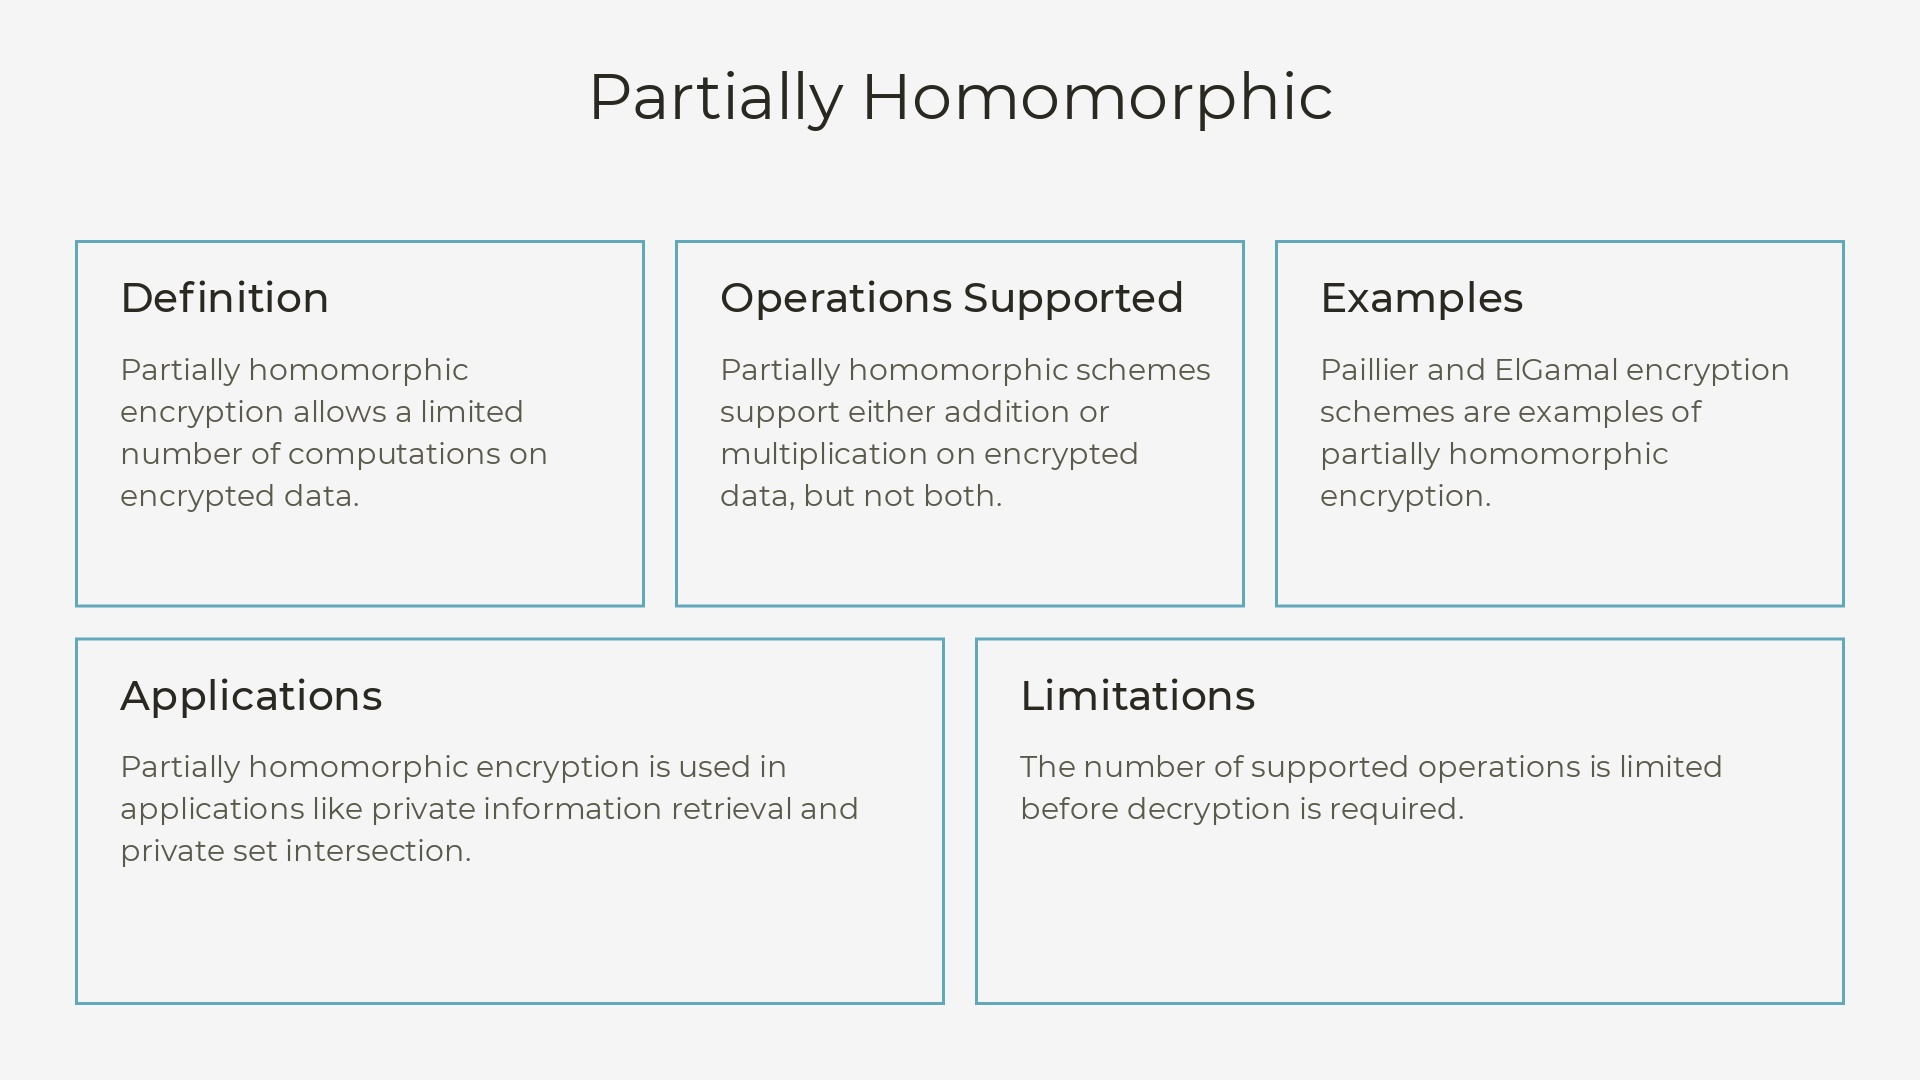 Partially Homomorphic
Definition
Partially homomorphic
encryption allows a limited
number of computations on
encrypted data.
Operations Supported
Partially homomorphic schemes
support either addition or
multiplication on encrypted
data, but not both.
Examples
Paillier and ElGamal encryption
schemes are examples of
partially homomorphic
encryption.
Applications
Partially homomorphic encryption is used in
applications like private information retrieval and
private set intersection.
Limitations
The number of supported operations is limited
before decryption is required.